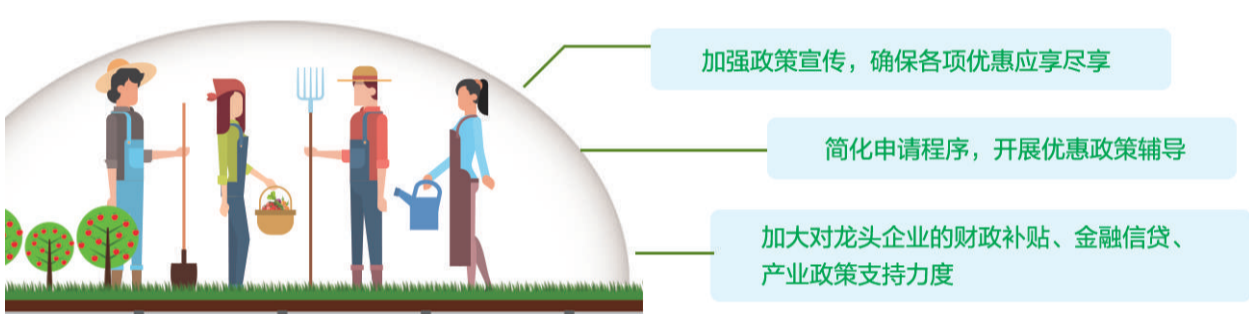 加强政策宣传，确保各项优惠应享尽享
简化申请程序，开展优惠政策辅导
加大对龙头企业的财政补贴、金融信贷、
产业政策支持力度